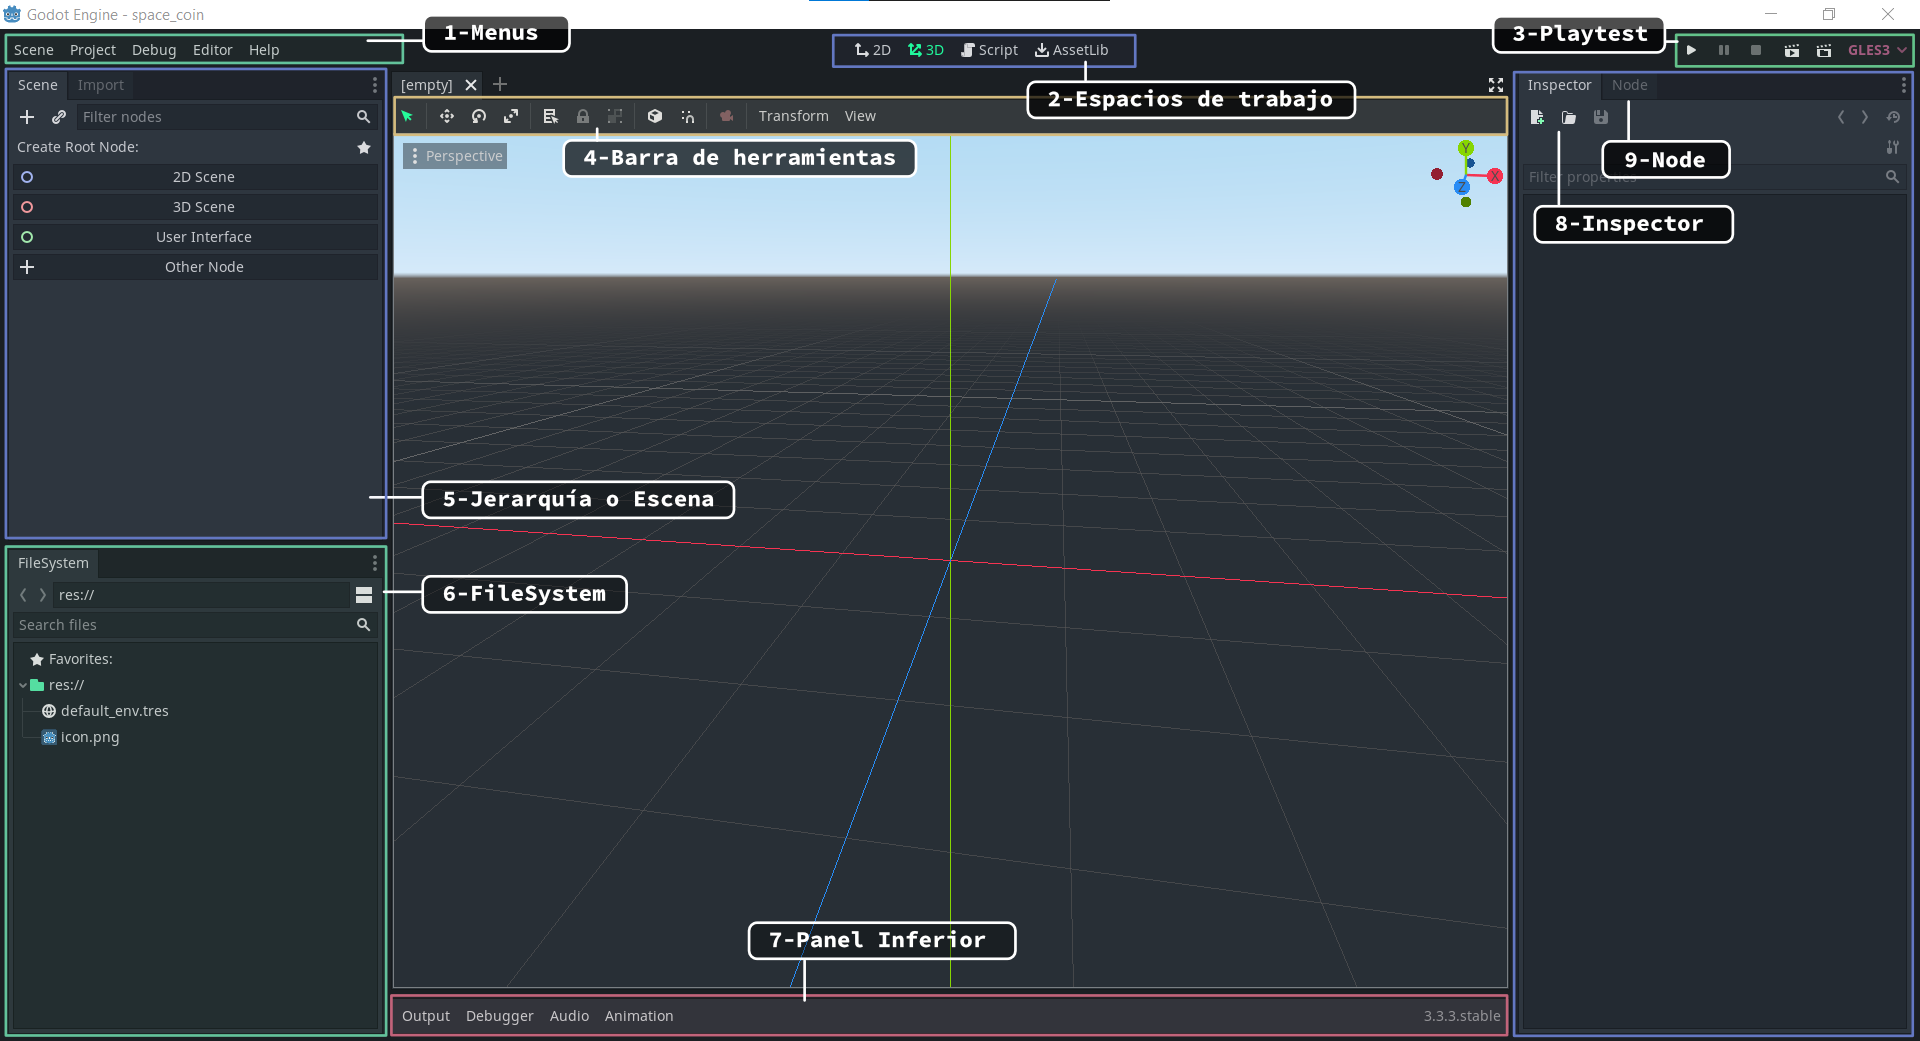 Godot Engine - space_coin
Scene Project Debug Editor Help
1-Menus
2D 3D Script AssetLib
3-Playtest
GLES3
Scene Import
[empty]
2-Espacios de trabajo
Inspector Node
Filter nodes
Transform View
Create Root Node:
4-Barra de herramientas
Perspective
Y
X
Z
9-Node
Filter properties
2D Scene
3D Scene
8-Inspector
User Interface
Other Node
5-Jerarquía o Escena
FileSystem
res://
6-FileSystem
Search files
Favorites:
res://
default_env.tres
icon.png
7-Panel Inferior
Output Debugger Audio Animation
3.3.3.stable